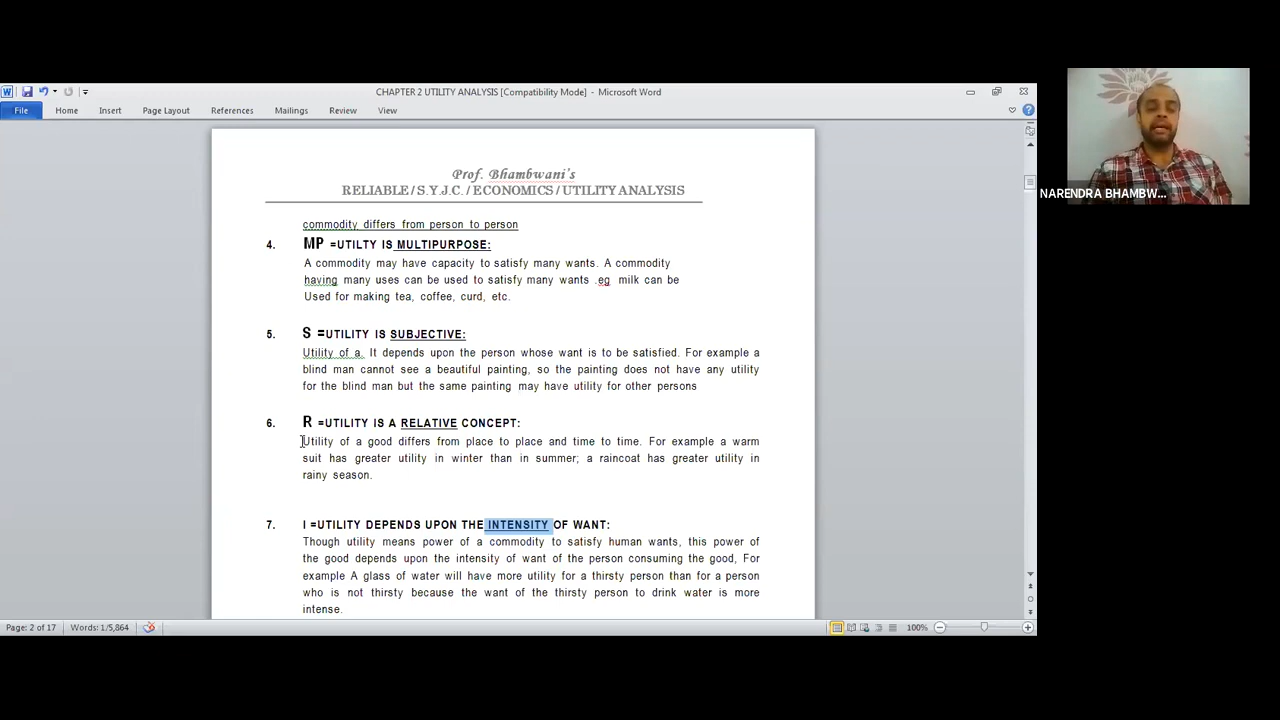 CHAPTER 2 UTILITY ANALYSIS [Compatibility Mode] - Microsoft Word
File Home Insert Page Layout References Mailings Review View
Prof. Bhambwani's
RELIABLE / S.Y.J.C. / ECONOMICS / UTILITY ANALYSIS
commodity differs from person to person
4. MP =UTILTY IS MULTIPURPOSE:
A commodity may have capacity to satisfy many wants. A commodity
having many uses can be used to satisfy many wants .eg milk can be
Used for making tea, coffee, curd, etc.
5. S =UTILITY IS SUBJECTIVE:
Utility of a. It depends upon the person whose want is to be satisfied. For example a
blind man cannot see a beautiful painting, so the painting does not have any utility
for the blind man but the same painting may have utility for other persons
6. R =UTILITY IS A RELATIVE CONCEPT:
Utility of a good differs from place to place and time to time. For example a warm
suit has greater utility in winter than in summer; a raincoat has greater utility in
rainy season.
7. I =UTILITY DEPENDS UPON THE INTENSITY OF WANT:
Though utility means power of a commodity to satisfy human wants, this power of
the good depends upon the intensity of want of the person consuming the good, For
example A glass of water will have more utility for a thirsty person than for a person
who is not thirsty because the want of the thirsty person to drink water is more
intense.
Page: 2 of 17 Words: 1/5,864 100%
NARENDRA BHAMBW...